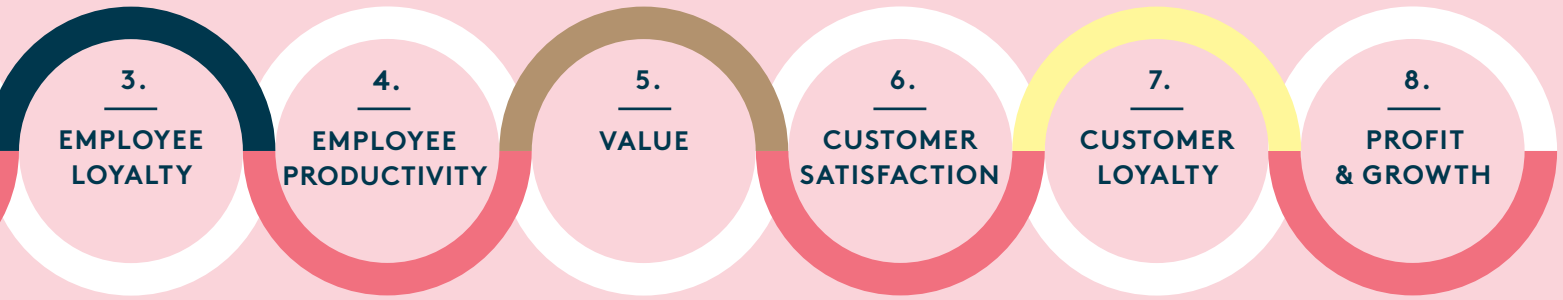 3.
EMPLOYEE
LOYALTY
4.
EMPLOYEE
PRODUCTIVITY
5.
VALUE
6.
CUSTOMER
SATISFACTION
7.
CUSTOMER
LOYALTY
8.
PROFIT
& GROWTH